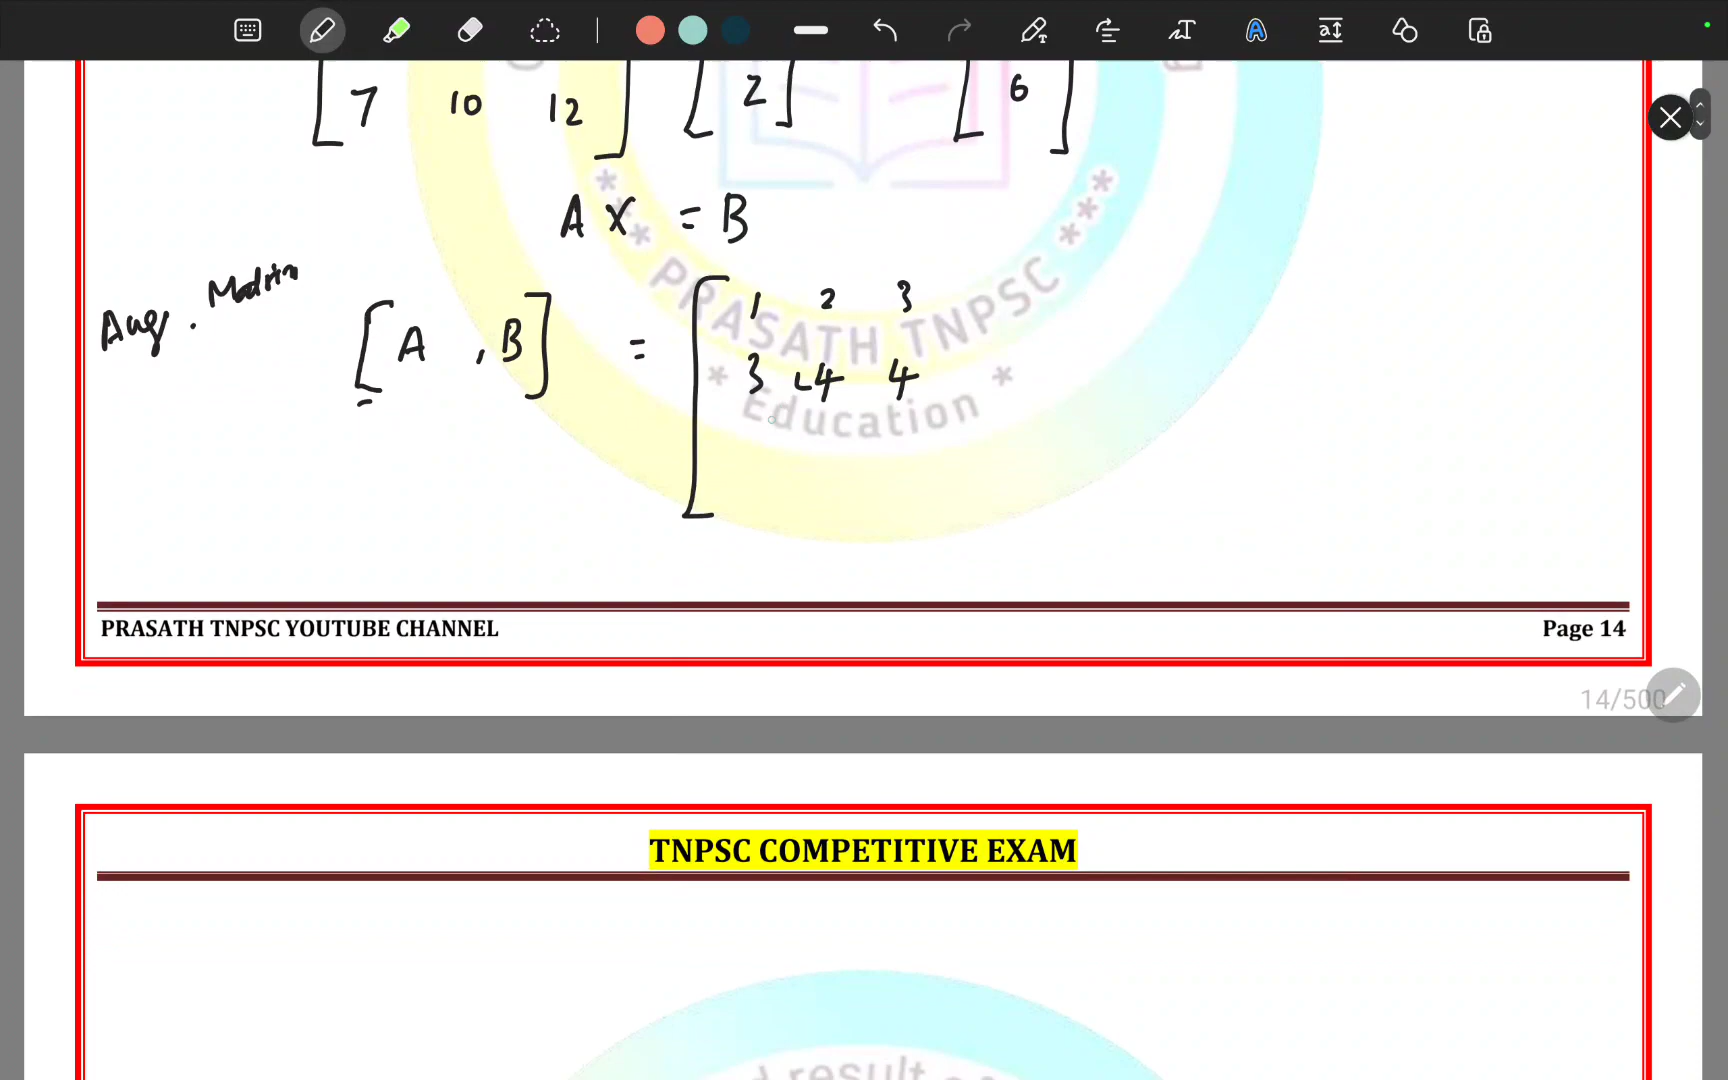 7 10 12 z 6
A X = B
Aug. Matrix
[A , B] = 1 2 3
3 4 4
PRASATH TNPSC
Education
PRASATH TNPSC YOUTUBE CHANNEL Page 14
14/500
TNPSC COMPETITIVE EXAM
result